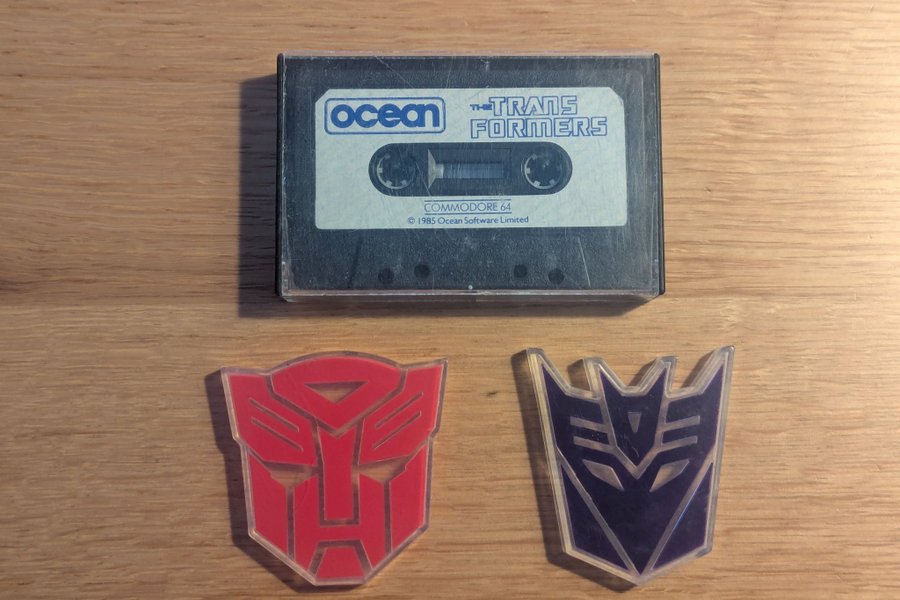 ocean
THE TRANS
FORMERS
COMMODORE 64
© 1985 Ocean Software Limited